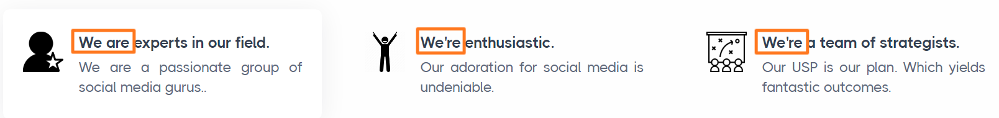 We are experts in our field.
We are a passionate group of
social media gurus..
We're enthusiastic.
Our adoration for social media is
undeniable.
We're a team of strategists.
Our USP is our plan. Which yields
fantastic outcomes.